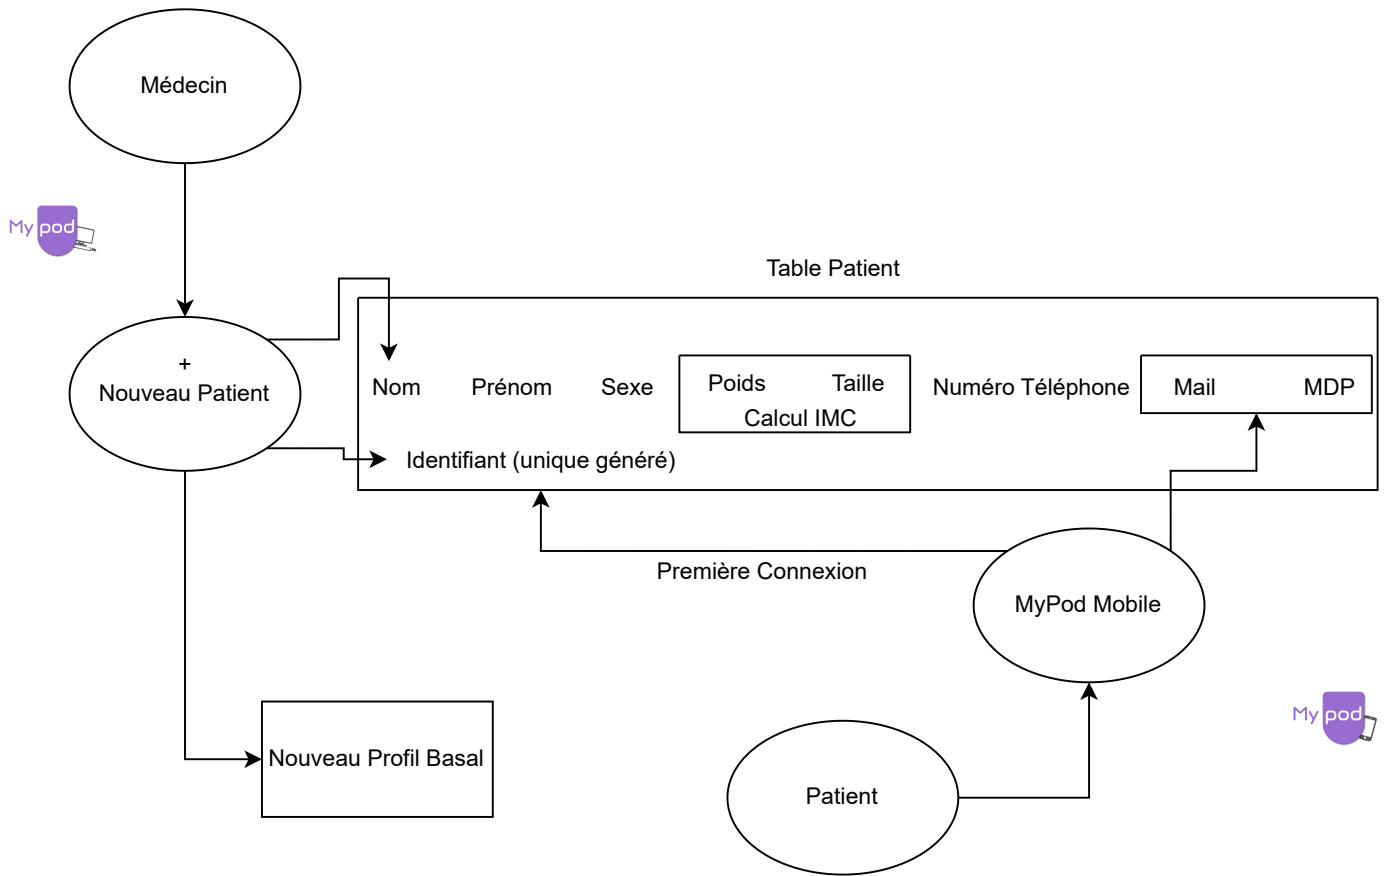 Médecin
My pod
Table Patient
+
Nouveau Patient
Nom Prénom Sexe Poids Taille Numéro Téléphone Mail MDP
Calcul IMC
Identifiant (unique généré)
Première Connexion
MyPod Mobile
My pod
Nouveau Profil Basal
Patient